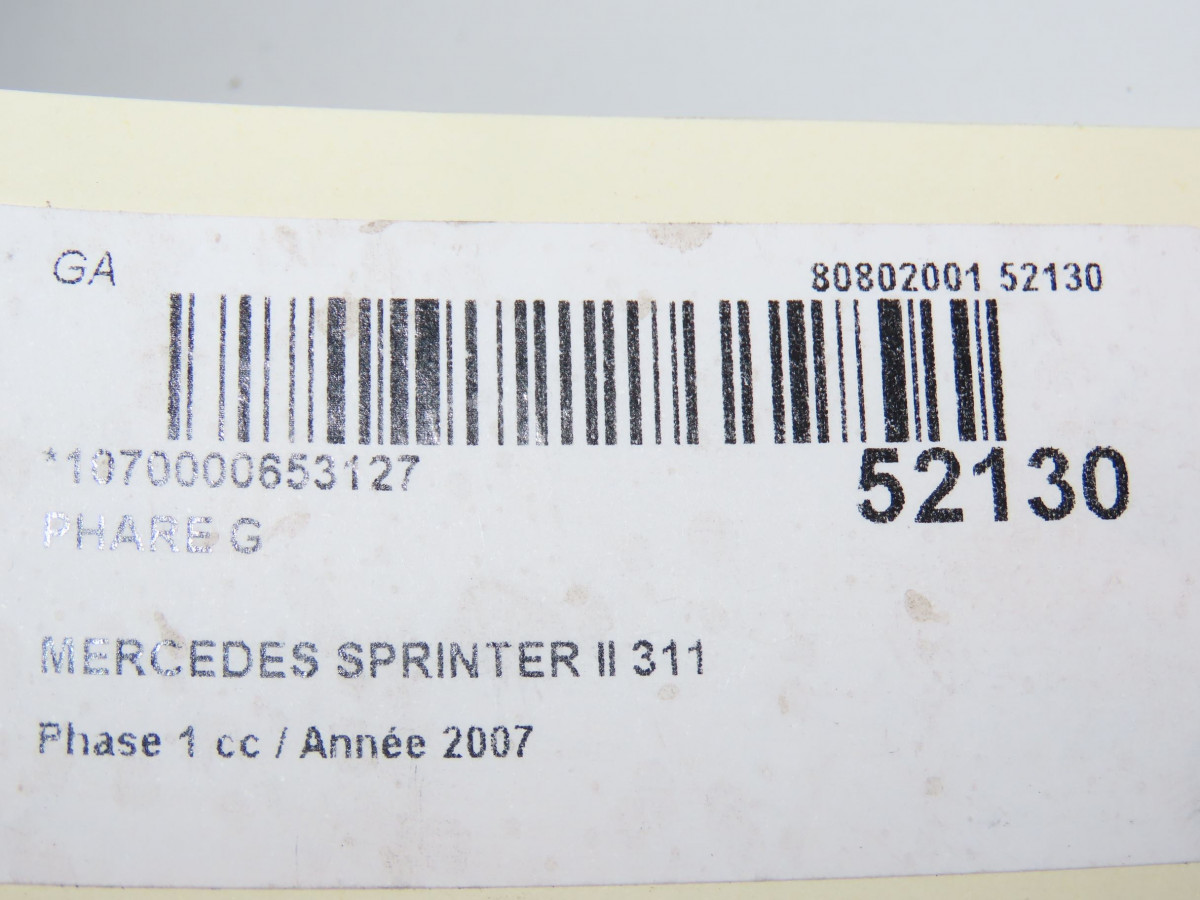 GA
80802001 52130
*1070000653127
52130
PHARE G
MERCEDES SPRINTER II 311
Phase 1 cc / Année 2007